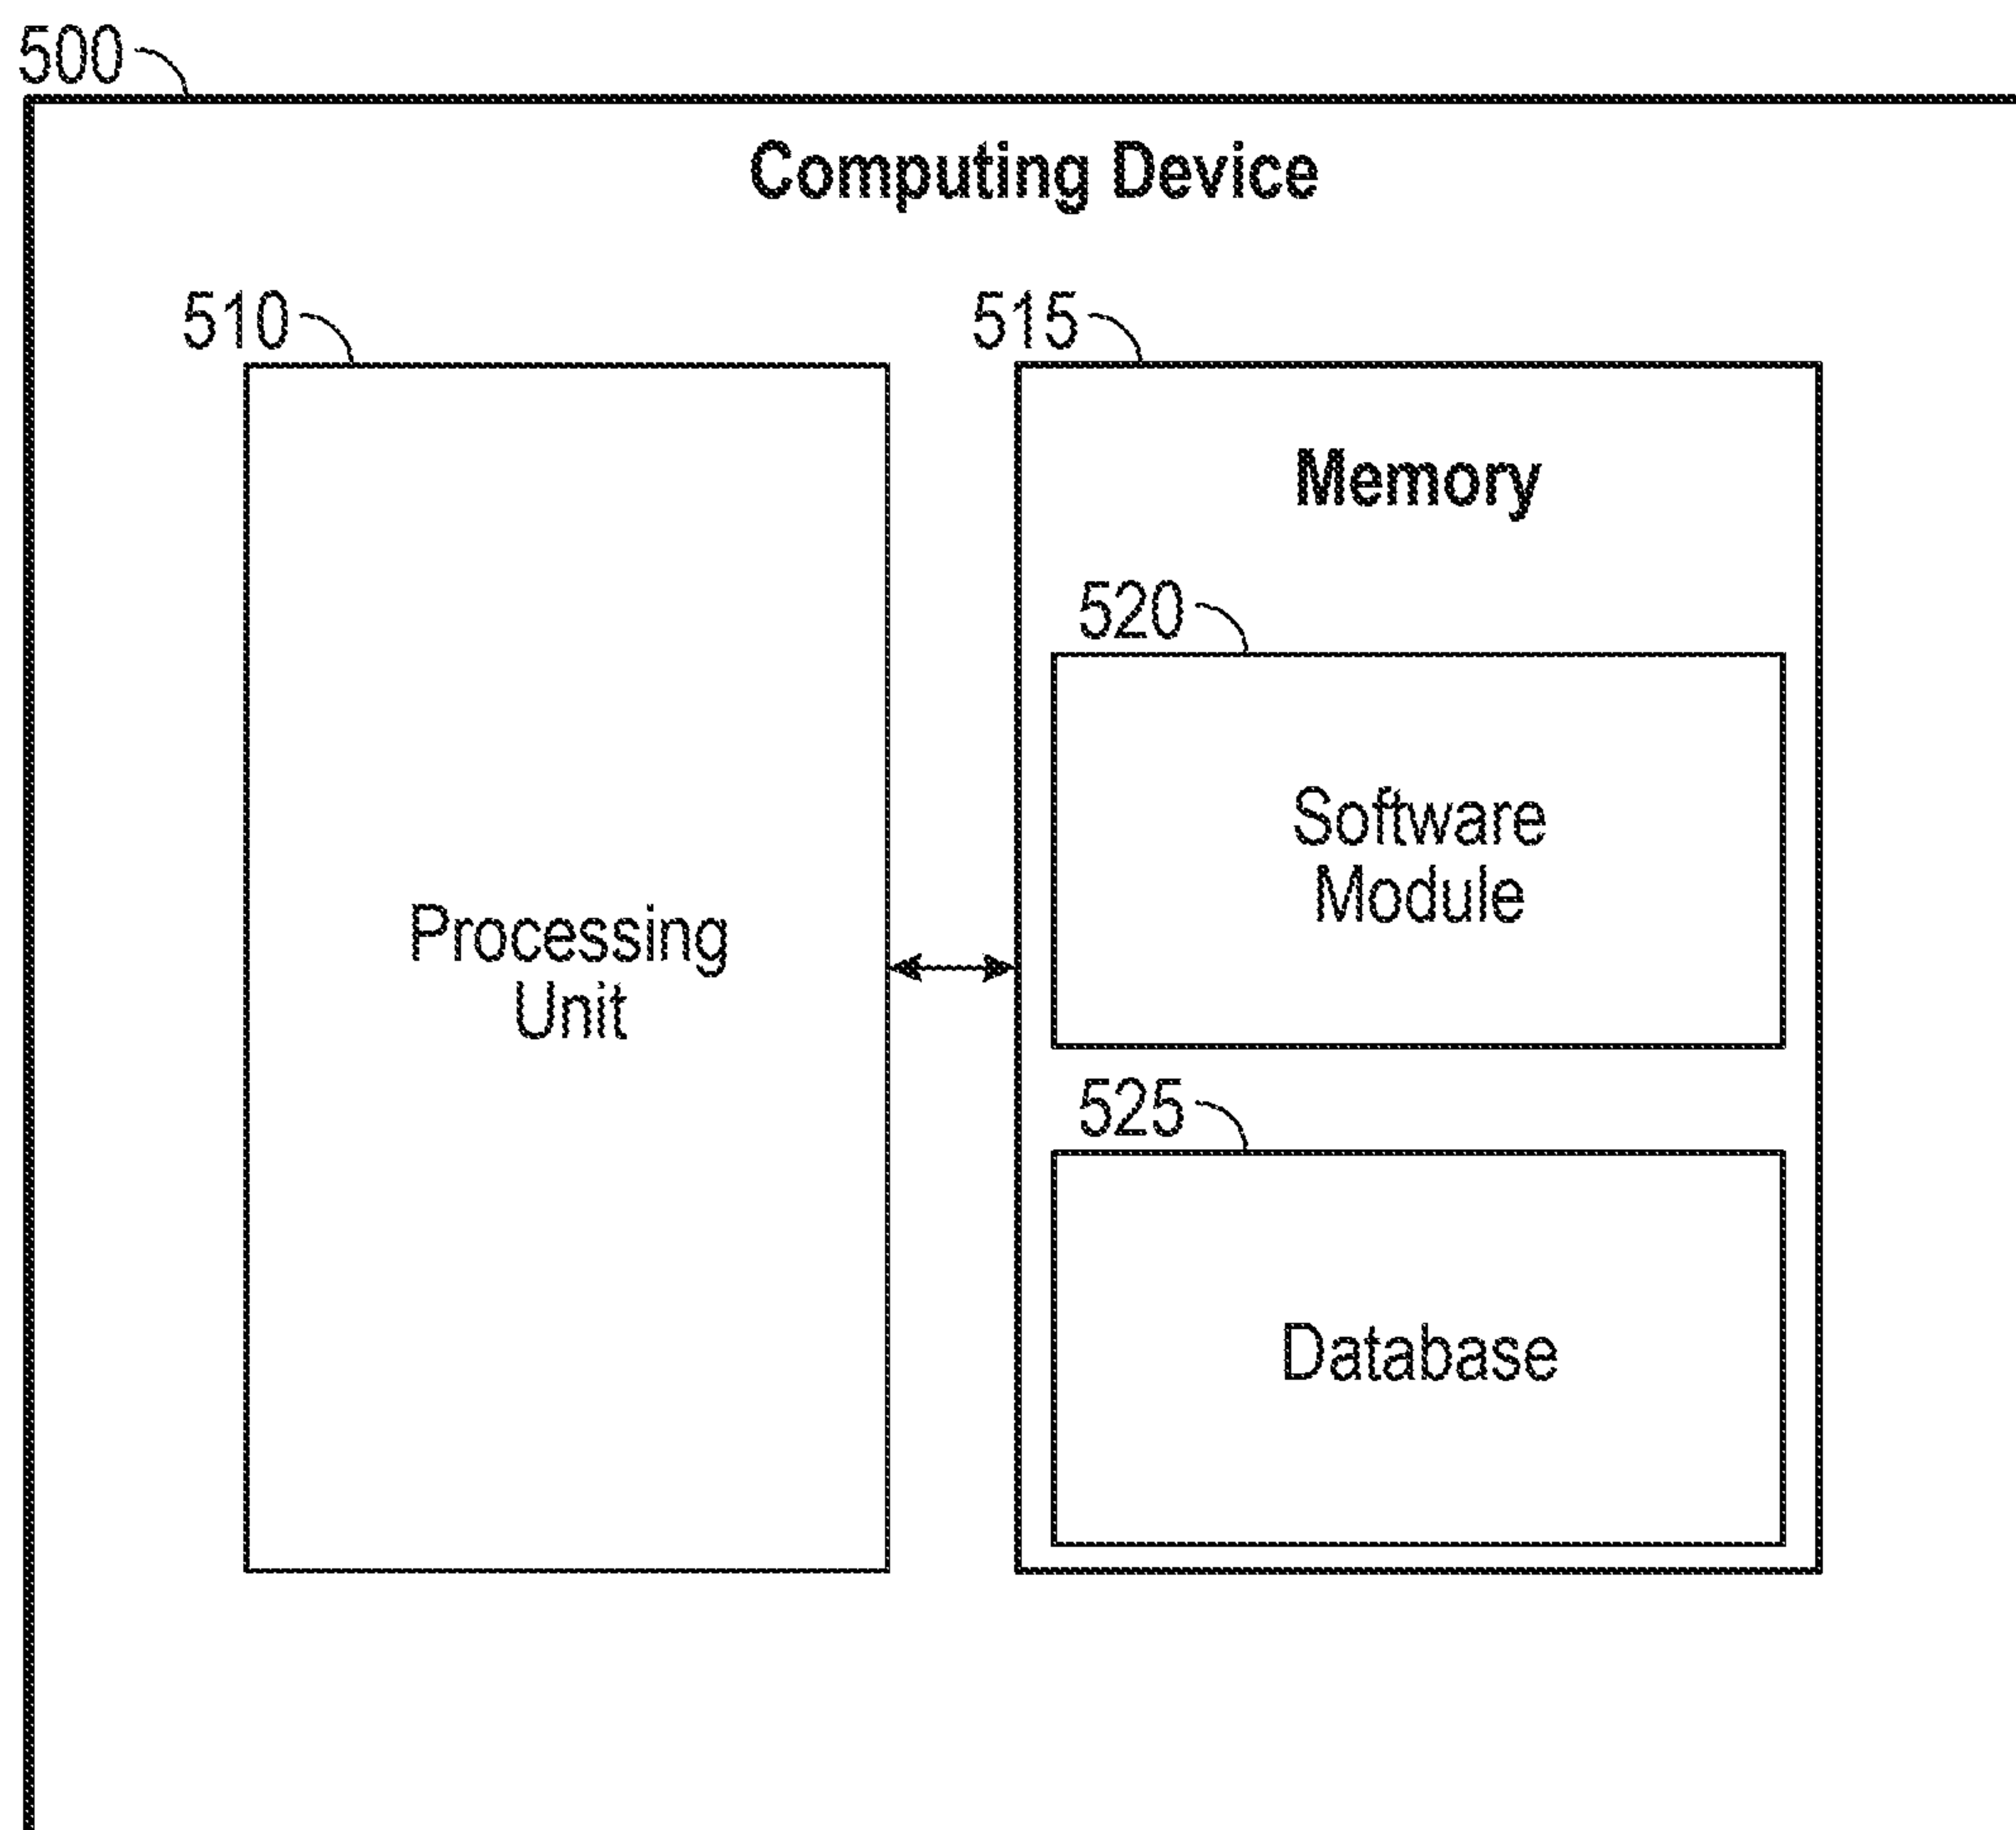 500
Computing Device
510
515
Memory
520
Software
Module
Processing
Unit
525
Database